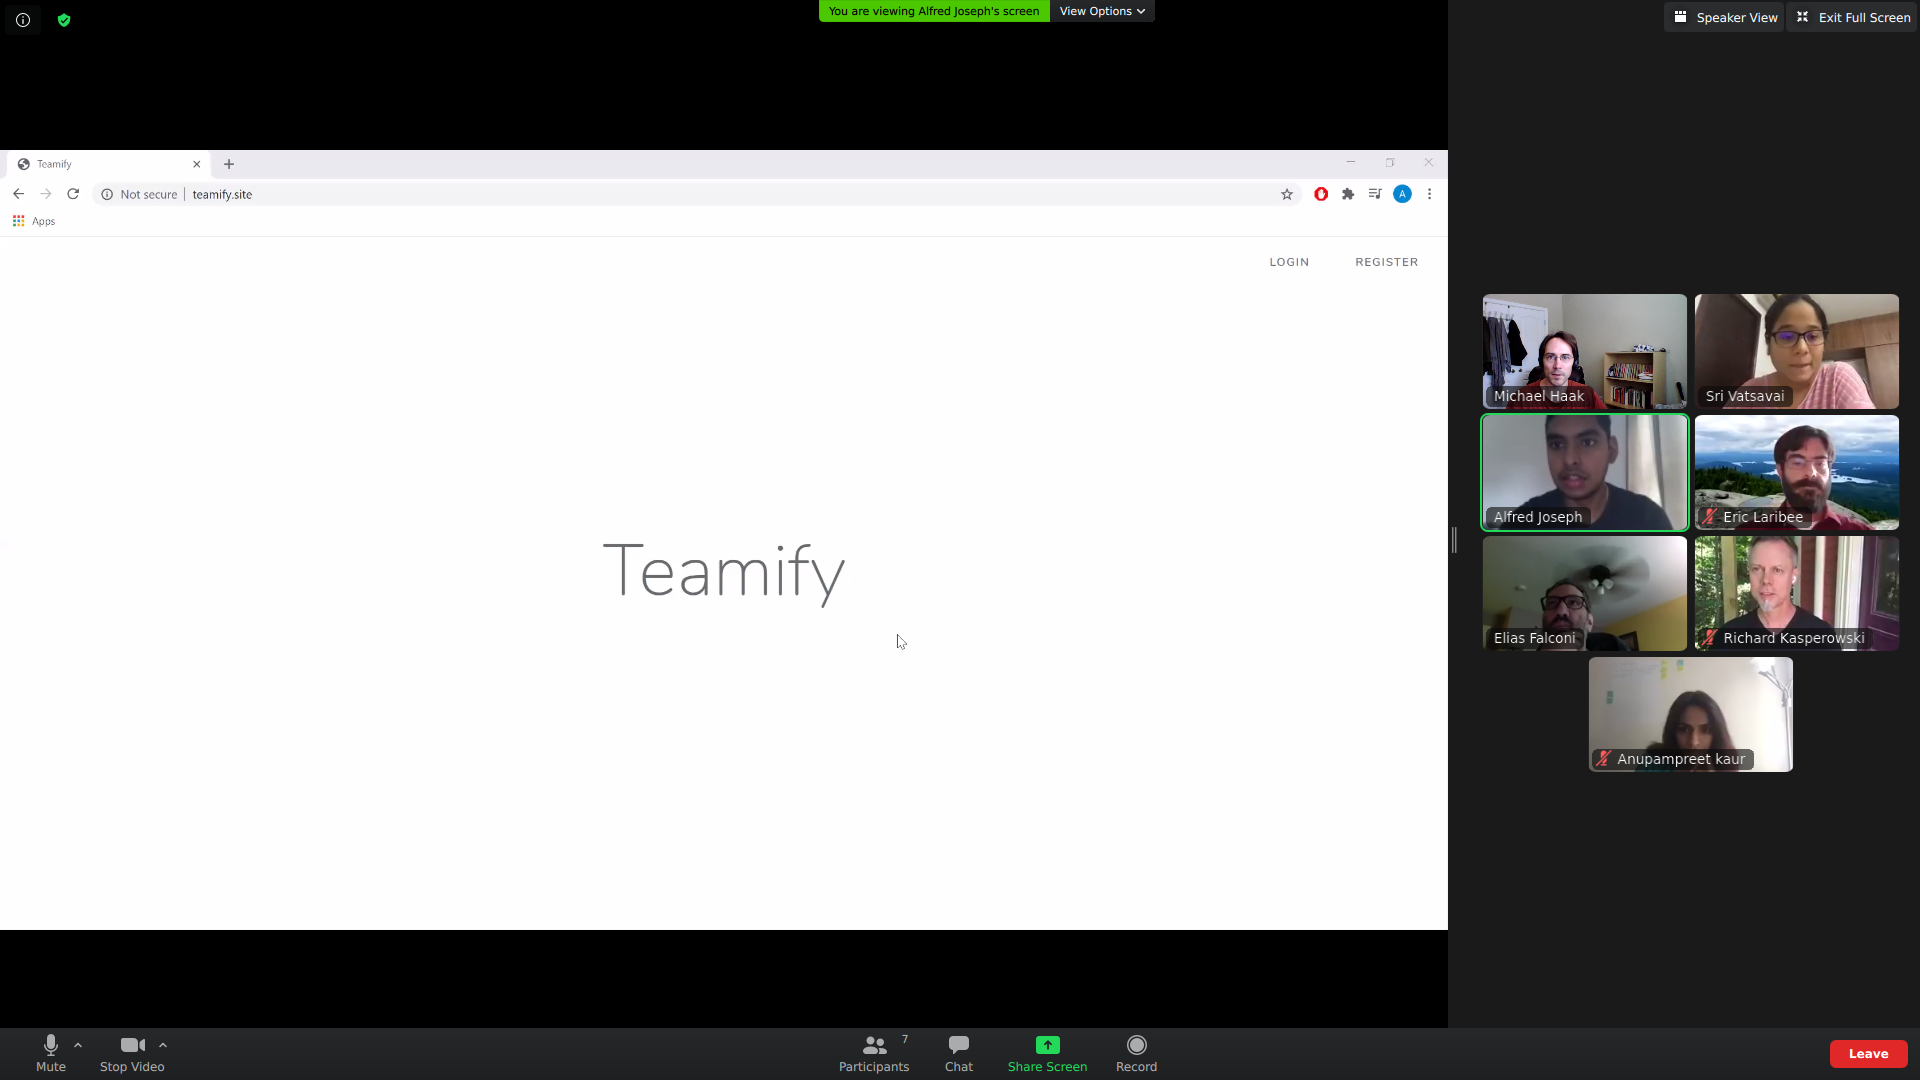 You are viewing Alfred Joseph's screen
View Options
Speaker View
Exit Full Screen
Teamify
Not secure
teamify.site
A
Apps
LOGIN
REGISTER
Teamify
Michael Haak
Sri Vatsavai
Alfred Joseph
Eric Laribee
Elias Falconi
Richard Kasperowski
Anupampreet kaur
Mute
Stop Video
Participants
7
Chat
Share Screen
Record
Leave